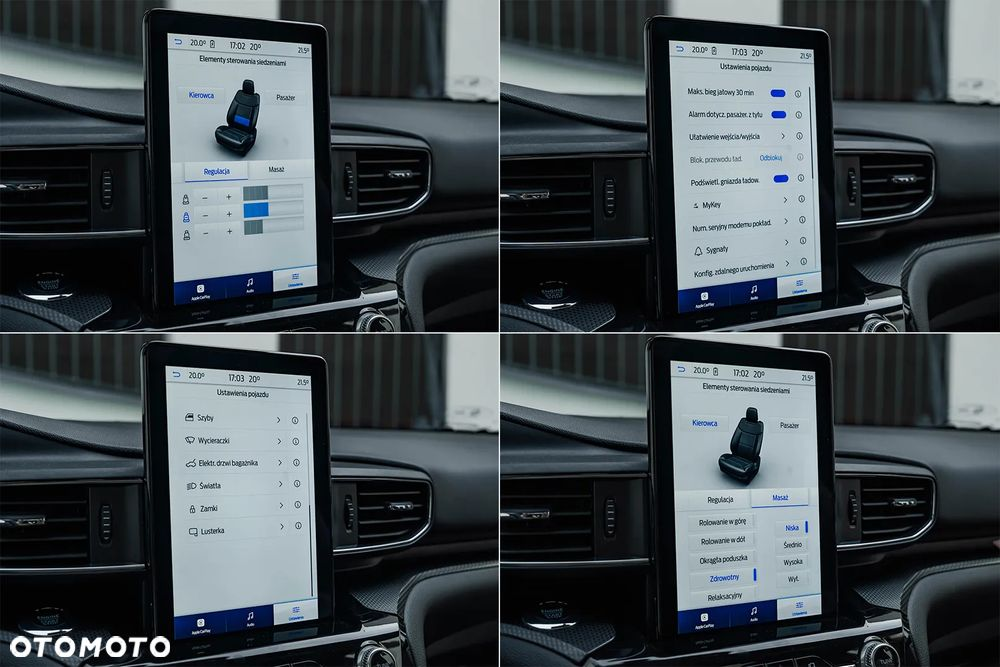 20.0° 17:02 20° 21.5°
Elementy sterowania siedzeniami
Kierowca Pasażer
Regulacja Masaż
− +
− +
− +
Apple CarPlay Audio Ustawienia
20.0° 17:03 20° 21.5°
Ustawienia pojazdu
Maks. bieg jałowy 30 min
Alarm dotycz. pasażer. z tyłu
Ułatwienie wejścia/wyjścia
Blok. przewodu ład. Odblokuj
Podświetl. gniazda ładow.
MyKey
Num. seryjny modemu pokład.
Sygnały
Konfig. zdalnego uruchomienia
Apple CarPlay Audio Ustawienia
20.0° 17:03 20° 21.5°
Ustawienia pojazdu
Szyby
Wycieraczki
Elektr. drzwi bagażnika
Światła
Zamki
Lusterka
Apple CarPlay Audio Ustawienia
20.0° 17:02 20° 21.5°
Elementy sterowania siedzeniami
Kierowca Pasażer
Regulacja Masaż
Rolowanie w górę Niska
Rolowanie w dół Średnio
Okrągła poduszka Wysoka
Zdrowotny Wył.
Relaksacyjny
Apple CarPlay Audio Ustawienia
TUNE
OTOMOTO